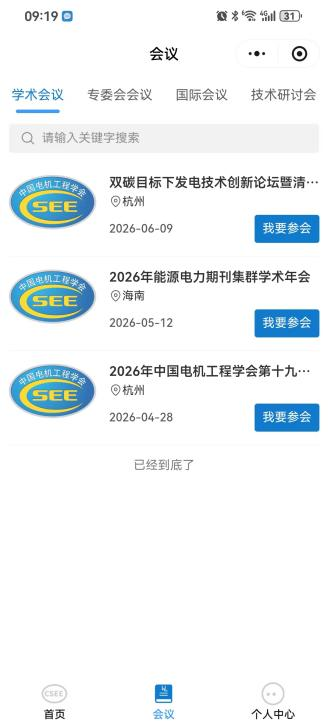 09:19
31
会议
学术会议 专委会会议 国际会议 技术研讨会
请输入关键字搜索
中国电机工程学会
SEE
双碳目标下发电技术创新论坛暨清…
杭州
2026-06-09
我要参会
中国电机工程学会
SEE
2026年能源电力期刊集群学术年会
海南
2026-05-12
我要参会
中国电机工程学会
SEE
2026年中国电机工程学会第十九…
杭州
2026-04-28
我要参会
已经到底了
CSEE
首页 会议 个人中心